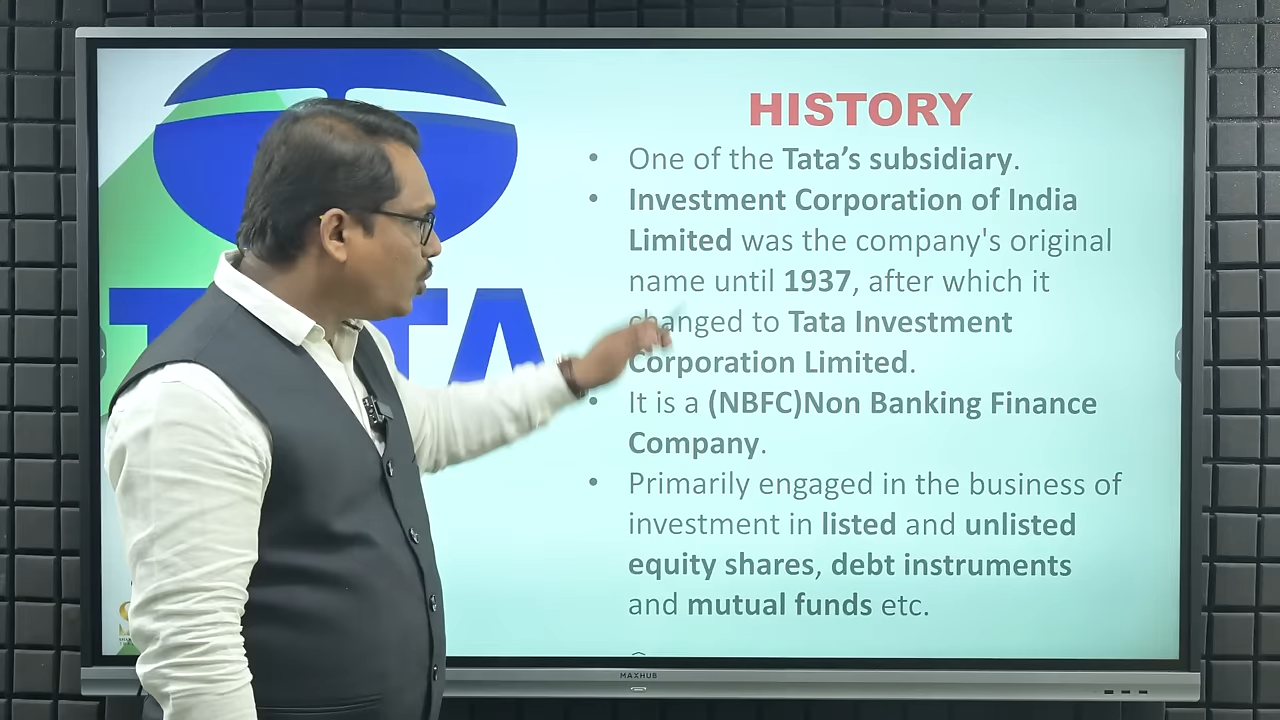 HISTORY
• One of the Tata's subsidiary.
• Investment Corporation of India
Limited was the company's original
name until 1937, after which it
changed to Tata Investment
Corporation Limited.
• It is a (NBFC)Non Banking Finance
Company.
• Primarily engaged in the business of
investment in listed and unlisted
equity shares, debt instruments
and mutual funds etc.
MAXHUB